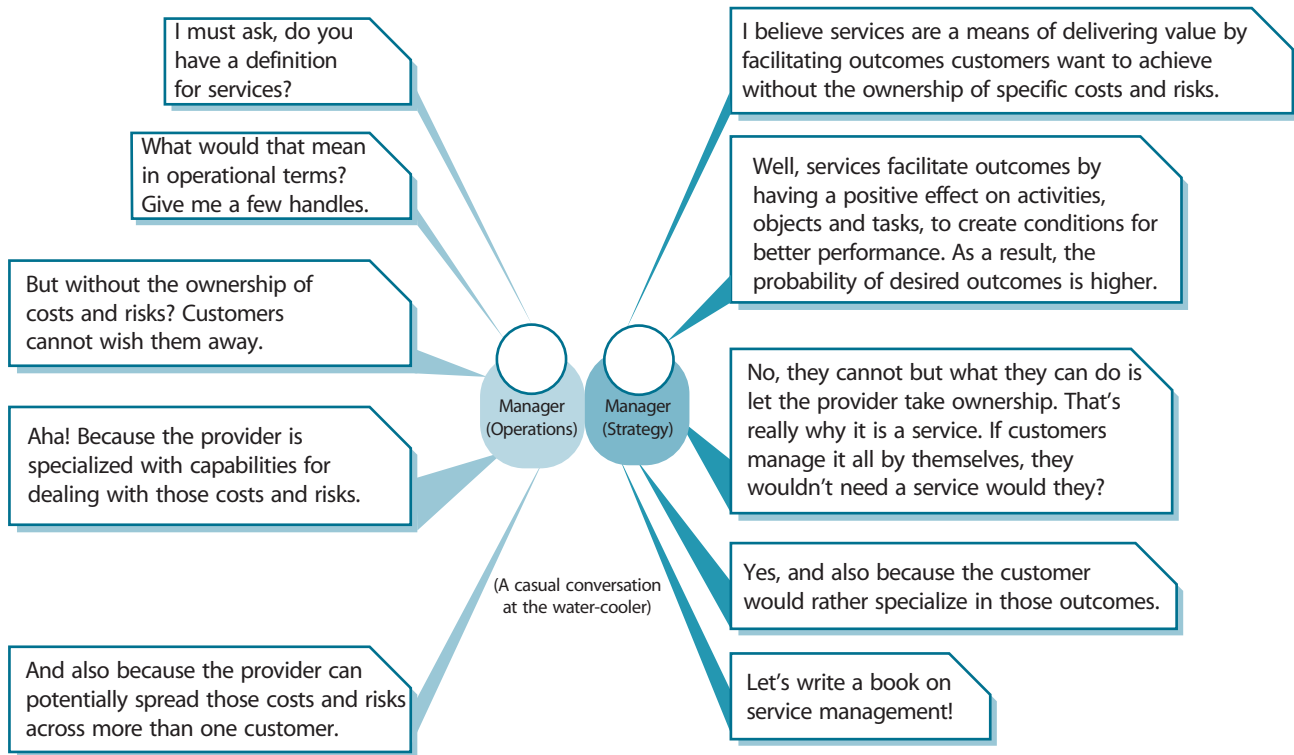 I must ask, do you
have a definition
for services?
I believe services are a means of delivering value by
facilitating outcomes customers want to achieve
without the ownership of specific costs and risks.
What would that mean
in operational terms?
Give me a few handles.
Well, services facilitate outcomes by
having a positive effect on activities,
objects and tasks, to create conditions for
better performance. As a result, the
probability of desired outcomes is higher.
But without the ownership of
costs and risks? Customers
cannot wish them away.
No, they cannot but what they can do is
let the provider take ownership. That’s
really why it is a service. If customers
manage it all by themselves, they
wouldn’t need a service would they?
Aha! Because the provider is
specialized with capabilities for
dealing with those costs and risks.
Yes, and also because the customer
would rather specialize in those outcomes.
And also because the provider can
potentially spread those costs and risks
across more than one customer.
Let’s write a book on
service management!
Manager
(Operations)
Manager
(Strategy)
(A casual conversation
at the water-cooler)